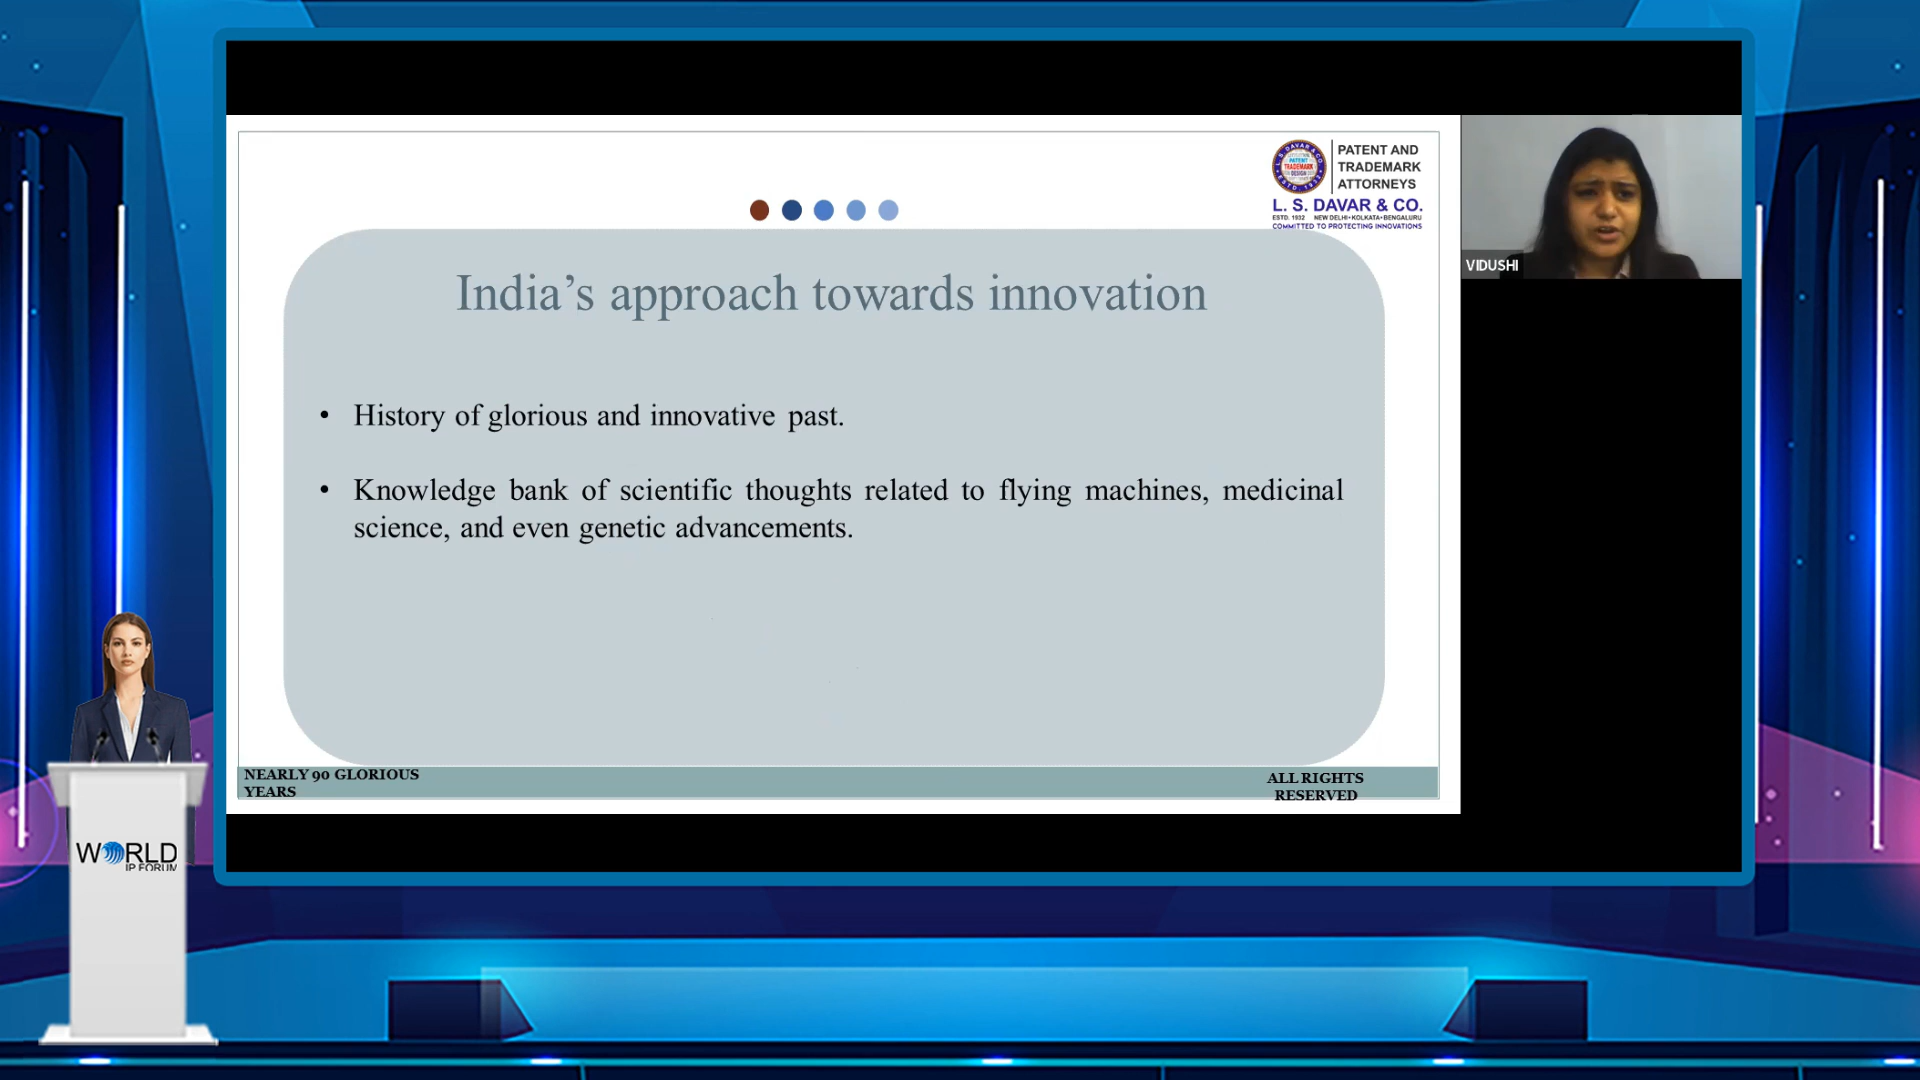 PATENT AND
TRADEMARK
ATTORNEYS
L. S. DAVAR & CO.
ESTD. 1932 NEW DELHI•KOLKATA•BENGALURU
COMMITTED TO PROTECTING INNOVATIONS
India’s approach towards innovation
• History of glorious and innovative past.
• Knowledge bank of scientific thoughts related to flying machines, medicinal
science, and even genetic advancements.
NEARLY 90 GLORIOUS
YEARS
ALL RIGHTS
RESERVED
VIDUSHI
WORLD
IP FORUM